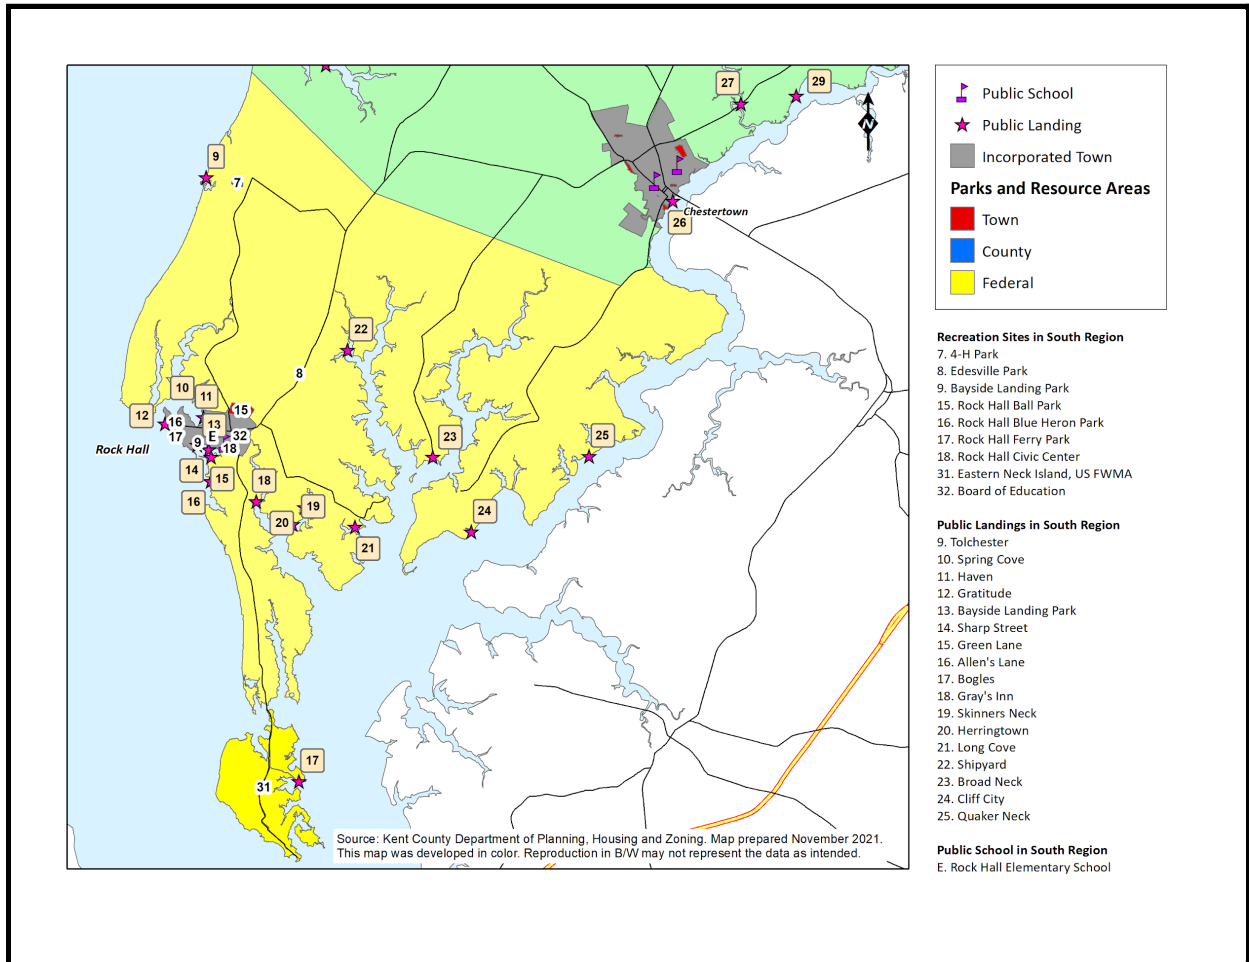 27
29
9
7
N
Chestertown
26
22
8
10
11
12
15
16
13
17
E
32
9
18
Rock Hall
23
25
14
15
18
16
19
20
24
21
17
31
Source: Kent County Department of Planning, Housing and Zoning. Map prepared November 2021.
This map was developed in color. Reproduction in B/W may not represent the data as intended.
Public School
Public Landing
Incorporated Town
Parks and Resource Areas
Town
County
Federal
Recreation Sites in South Region
7. 4-H Park
8. Edesville Park
9. Bayside Landing Park
15. Rock Hall Ball Park
16. Rock Hall Blue Heron Park
17. Rock Hall Ferry Park
18. Rock Hall Civic Center
31. Eastern Neck Island, US FWMA
32. Board of Education
Public Landings in South Region
9. Tolchester
10. Spring Cove
11. Haven
12. Gratitude
13. Bayside Landing Park
14. Sharp Street
15. Green Lane
16. Allen's Lane
17. Bogles
18. Gray's Inn
19. Skinners Neck
20. Herringtown
21. Long Cove
22. Shipyard
23. Broad Neck
24. Cliff City
25. Quaker Neck
Public School in South Region
E. Rock Hall Elementary School